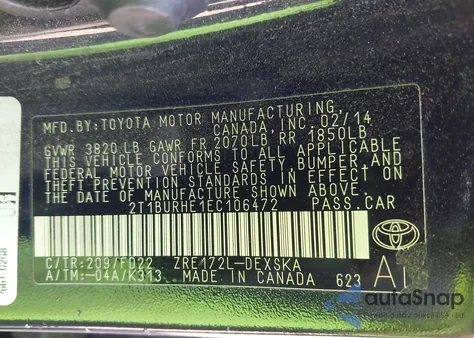 MFD.BY:TOYOTA MOTOR MANUFACTURING,
CANADA, INC. 02/14
GVWR 3820 LB GAWR FR 2070LB RR 1850LB
THIS VEHICLE CONFORMS TO ALL APPLICABLE
FEDERAL MOTOR VEHICLE SAFETY, BUMPER, AND
THEFT PREVENTION STANDARDS IN EFFECT ON
THE DATE OF MANUFACTURE SHOWN ABOVE.
2T1BURHE1EC106472 PASS.CAR
C/TR:209/F022 ZRE172L-DEXSKA
A/TM:-04A/K313 MADE IN CANADA 623
A1
autoSnap